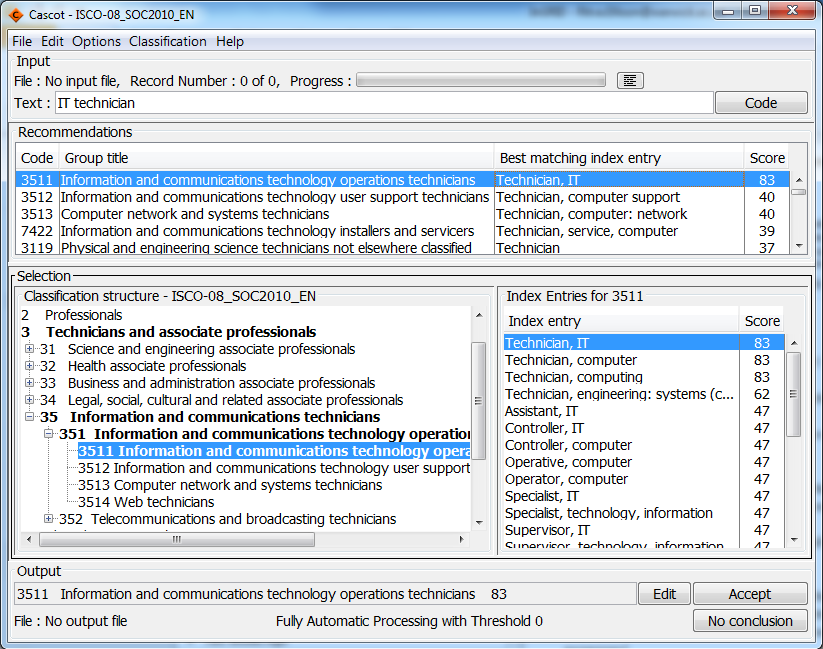 Cascot - ISCO-08_SOC2010_EN
File Edit Options Classification Help
Input
File : No input file, Record Number : 0 of 0, Progress :
Text : IT technician Code
Recommendations
Code Group title Best matching index entry Score
3511 Information and communications technology operations technicians Technician, IT 83
3512 Information and communications technology user support technicians Technician, computer support 40
3513 Computer network and systems technicians Technician, computer: network 40
7422 Information and communications technology installers and servicers Technician, service, computer 39
3119 Physical and engineering science technicians not elsewhere classified Technician 37
Selection
Classification structure - ISCO-08_SOC2010_EN
2 Professionals
3 Technicians and associate professionals
31 Science and engineering associate professionals
32 Health associate professionals
33 Business and administration associate professionals
34 Legal, social, cultural and related associate professionals
35 Information and communications technicians
351 Information and communications technology operation
3511 Information and communications technology opera
3512 Information and communications technology user support
3513 Computer network and systems technicians
3514 Web technicians
352 Telecommunications and broadcasting technicians
Index Entries for 3511
Index entry Score
Technician, IT 83
Technician, computer 83
Technician, computing 83
Technician, engineering: systems (c... 62
Assistant, IT 47
Controller, IT 47
Controller, computer 47
Operative, computer 47
Operator, computer 47
Specialist, IT 47
Specialist, technology, information 47
Supervisor, IT 47
Supervisor, technology, information 47
Output
3511 Information and communications technology operations technicians 83 Edit Accept
File : No output file Fully Automatic Processing with Threshold 0 No conclusion